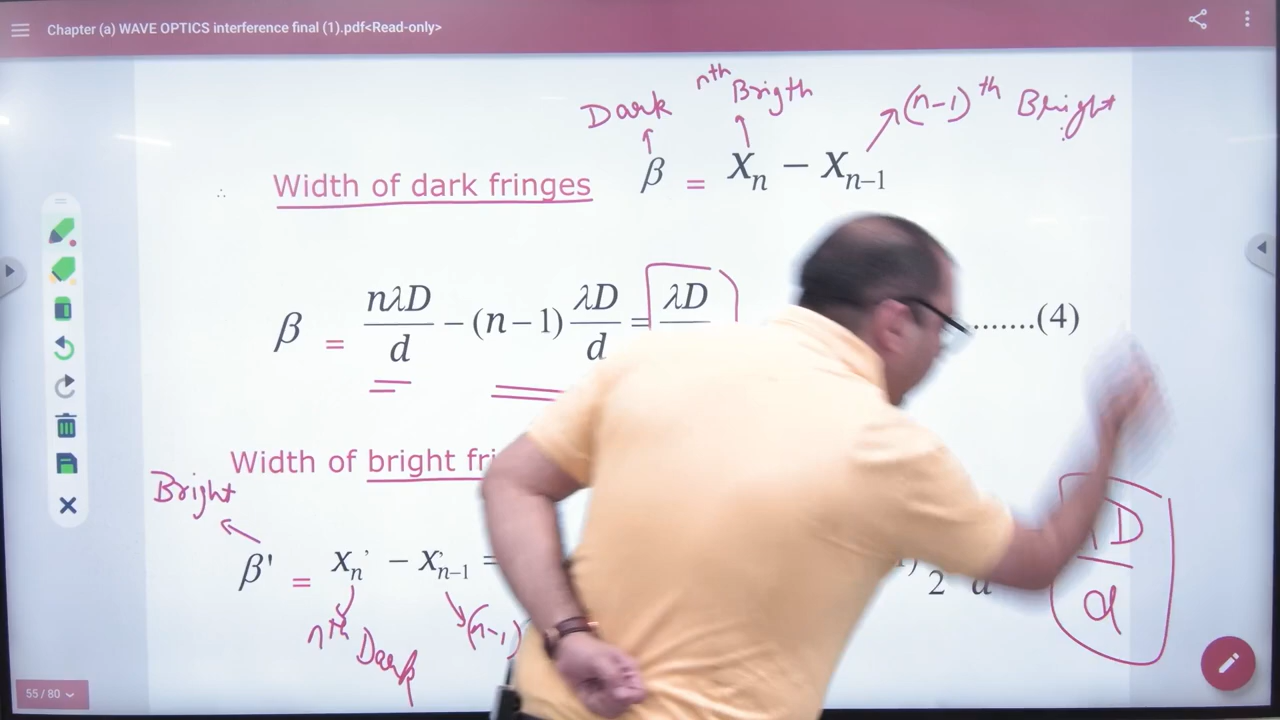 Chapter (a) WAVE OPTICS interference final (1).pdf<Read-only>
Dark nth Brigth (n-1)th Bright
∴ Width of dark fringes β = Xn − Xn−1
β = nλD/d − (n−1) λD/d = λD .......(4)
Width of bright fri
Bright
β' = xn' − x'n−1 =
2 d
D
d
nth Dark
(n-1)
55 / 80